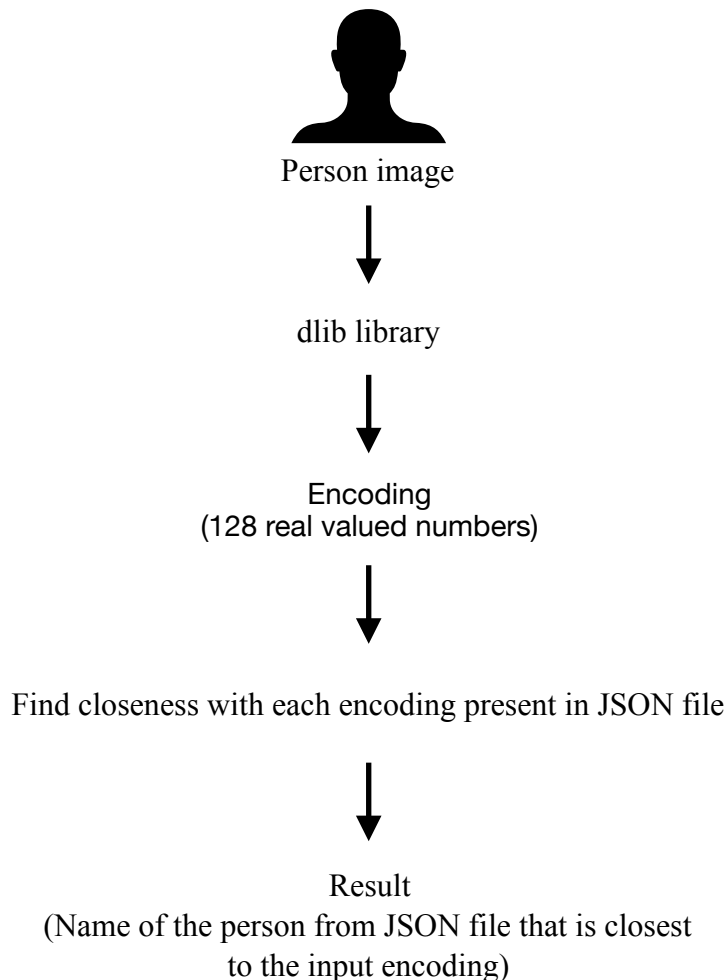 Person image
dlib library
Encoding
(128 real valued numbers)
Find closeness with each encoding present in JSON file
Result
(Name of the person from JSON file that is closest
to the input encoding)